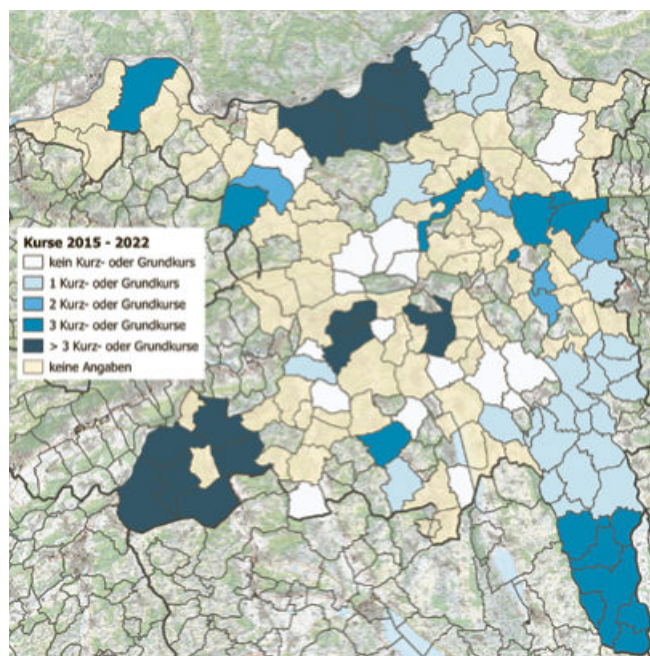 Kurse 2015 - 2022
kein Kurz- oder Grundkurs
1 Kurz- oder Grundkurs
2 Kurz- oder Grundkurse
3 Kurz- oder Grundkurse
> 3 Kurz- oder Grundkurse
keine Angaben